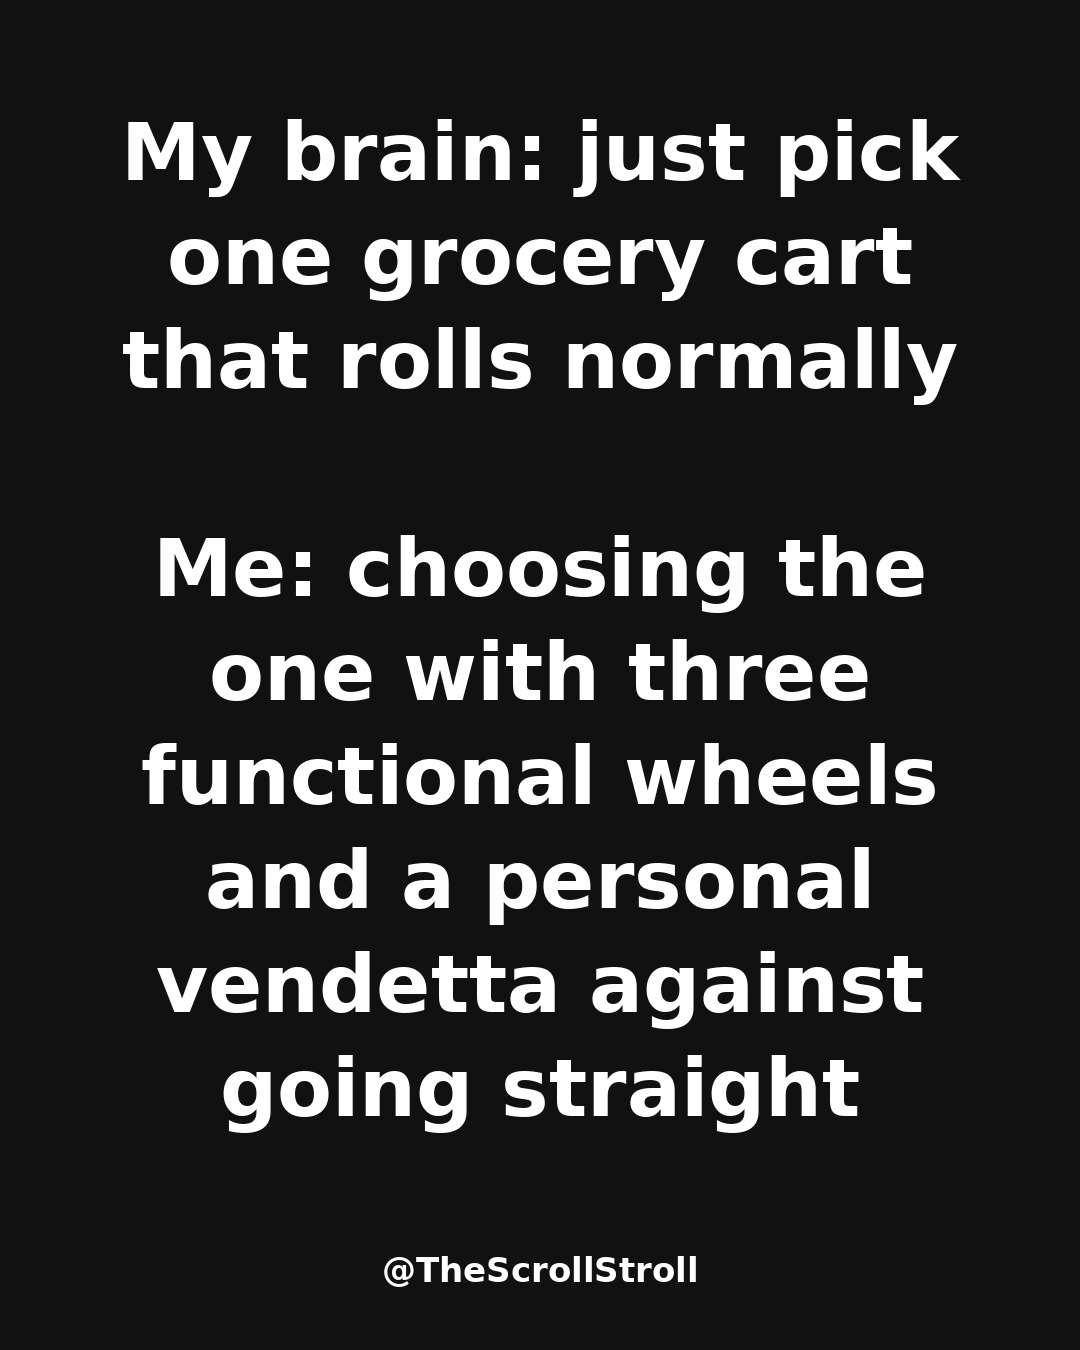 My brain: just pick
one grocery cart
that rolls normally
Me: choosing the
one with three
functional wheels
and a personal
vendetta against
going straight
@TheScrollStroll